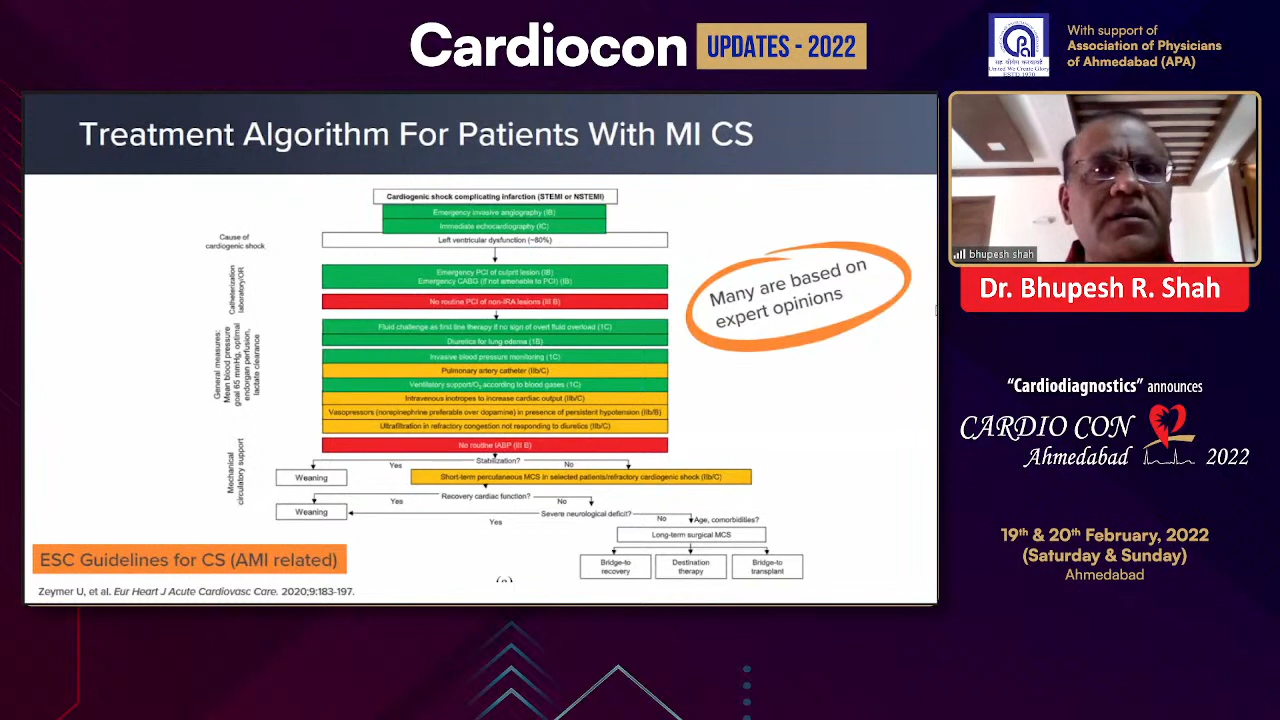 Cardiocon
UPDATES - 2022
United We Create Glory
ESTD 1970
With support of
Association of Physicians
of Ahmedabad (APA)
Treatment Algorithm For Patients With MI CS
Cardiogenic shock complicating infarction (STEMI or NSTEMI)
Emergency invasive angiography (IB)
Immediate echocardiography (IC)
Cause of
cardiogenic shock
Left ventricular dysfunction (~80%)
Catheterization
laboratory/OR
Emergency PCI of culprit lesion (IB)
Emergency CABG (if not amenable to PCI) (IB)
No routine PCI of non-IRA lesions (III B)
General measures:
Mean blood pressure
goal 65 mmHg, optimal
endorgan perfusion,
lactate clearance
Fluid challenge as first line therapy if no sign of overt fluid overload (1C)
Diuretics for lung edema (1B)
Invasive blood pressure monitoring (1C)
Pulmonary artery catheter (IIb/C)
Ventilatory support/O₂ according to blood gases (1C)
Intravenous inotropes to increase cardiac output (IIb/C)
Vasopressors (norepinephrine preferable over dopamine) in presence of persistent hypotension (IIb/B)
Ultrafiltration in refractory congestion not responding to diuretics (IIb/C)
No routine IABP (III B)
Mechanical
circulatory support
Stabilization?
Yes
No
Weaning
Short-term percutaneous MCS in selected patients/refractory cardiogenic shock (IIb/C)
Recovery cardiac function?
Yes
No
Weaning
Severe neurological deficit?
Yes
No
Age, comorbidities?
Long-term surgical MCS
Bridge-to
recovery
Destination
therapy
Bridge-to
transplant
Many are based on
expert opinions
ESC Guidelines for CS (AMI related)
Zeymer U, et al. Eur Heart J Acute Cardiovasc Care. 2020;9:183-197.
bhupesh shah
Dr. Bhupesh R. Shah
“Cardiodiagnostics” announces
CARDIO CON
Ahmedabad 2022
19th & 20th February, 2022
(Saturday & Sunday)
Ahmedabad